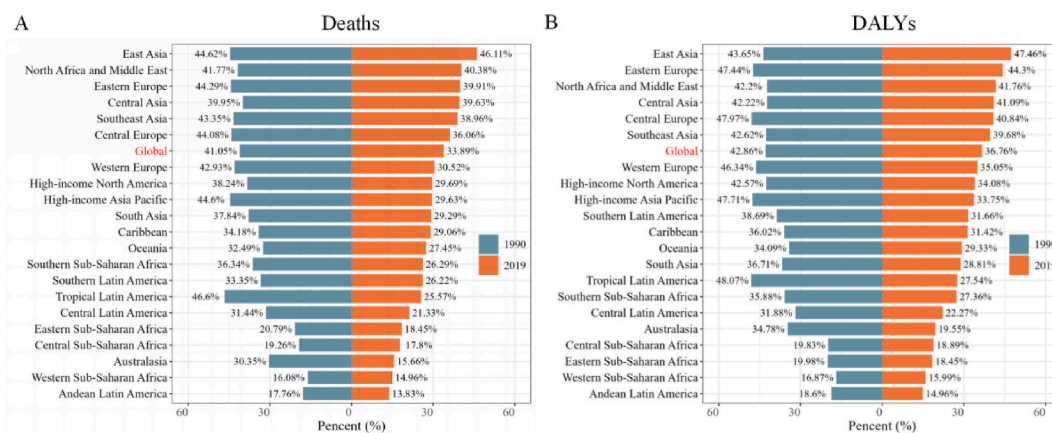 A
Deaths
East Asia 44.62% 46.11%
North Africa and Middle East 41.77% 40.38%
Eastern Europe 44.29% 39.91%
Central Asia 39.95% 39.63%
Southeast Asia 43.35% 38.96%
Central Europe 44.08% 36.06%
Global 41.05% 33.89%
Western Europe 42.93% 30.52%
High-income North America 38.24% 29.69%
High-income Asia Pacific 44.6% 29.63%
South Asia 37.84% 29.29%
Caribbean 34.18% 29.06%
Oceania 32.49% 27.45%
Southern Sub-Saharan Africa 36.34% 26.29%
Southern Latin America 33.35% 26.22%
Tropical Latin America 46.6% 25.57%
Central Latin America 31.44% 21.33%
Eastern Sub-Saharan Africa 20.79% 18.45%
Central Sub-Saharan Africa 19.26% 17.8%
Australasia 30.35% 15.66%
Western Sub-Saharan Africa 16.08% 14.96%
Andean Latin America 17.76% 13.83%
1990
2019
60 30 0 30 60
Pencent (%)
B
DALYs
East Asia 43.65% 47.46%
Eastern Europe 47.44% 44.3%
North Africa and Middle East 42.2% 41.76%
Central Asia 42.22% 41.09%
Central Europe 47.97% 40.84%
Southeast Asia 42.62% 39.68%
Global 42.86% 36.76%
Western Europe 46.34% 35.05%
High-income North America 42.57% 34.08%
High-income Asia Pacific 47.71% 33.75%
Southern Latin America 38.69% 31.66%
Caribbean 36.02% 31.42%
Oceania 34.09% 29.33%
South Asia 36.71% 28.81%
Tropical Latin America 48.07% 27.54%
Southern Sub-Saharan Africa 35.88% 27.36%
Central Latin America 31.88% 22.27%
Australasia 34.78% 19.55%
Central Sub-Saharan Africa 19.83% 18.89%
Eastern Sub-Saharan Africa 19.98% 18.45%
Western Sub-Saharan Africa 16.87% 15.99%
Andean Latin America 18.6% 14.96%
1990
2019
60 30 0 30 60
Pencent (%)